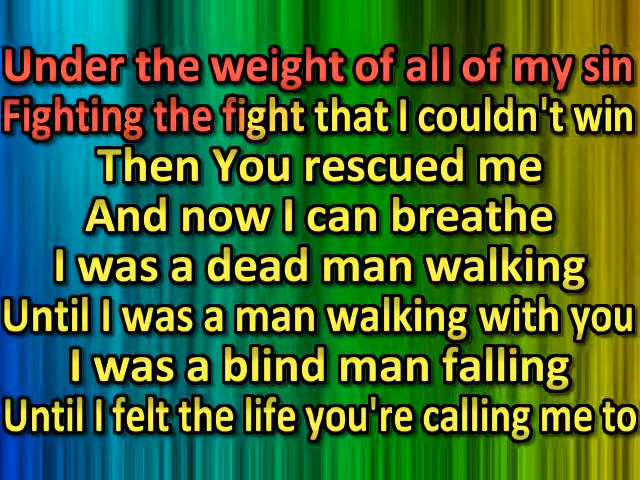 Under the weight of all of my sin
Fighting the fight that I couldn't win
Then You rescued me
And now I can breathe
I was a dead man walking
Until I was a man walking with you
I was a blind man falling
Until I felt the life you're calling me to